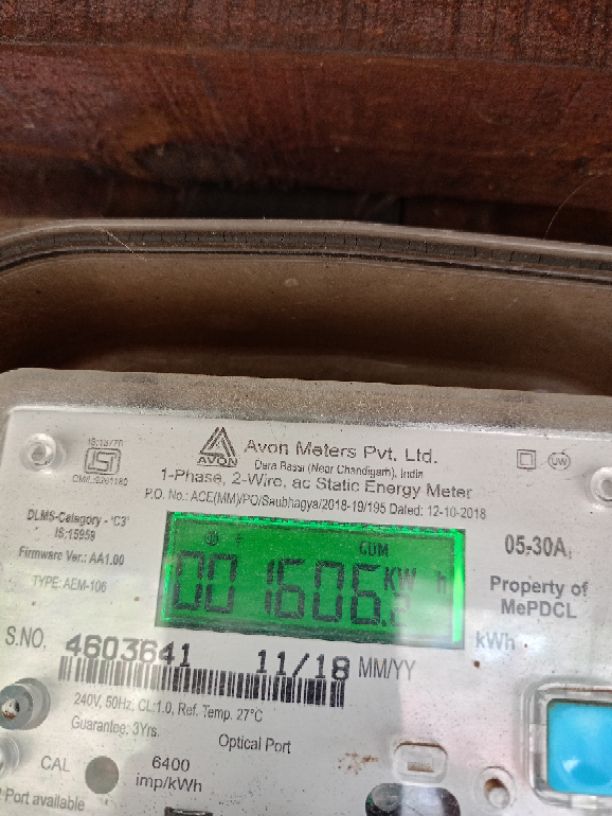 IS:13779
ISI
Avon Meters Pvt. Ltd.
AVON
Dera Bassi (Near Chandigarh), India
1-Phase, 2-Wire, ac Static Energy Meter
P.O. No.: ACE(MM)/PO/Saubhagya/2018-19/195 Dated: 12-10-2018
UW
DLMS-Category - 'C3'
IS:15959
Firmware Ver.: AA1.00
TYPE: AEM-106
CUM
001606.2 KW h
05-30A
Property of
MePDCL
kWh
S.NO. 4603641 11/18 MM/YY
240V, 50Hz, CL:1.0, Ref. Temp. 27°C
Guarantee: 3Yrs.
Optical Port
CAL
6400
imp/kWh
Port available